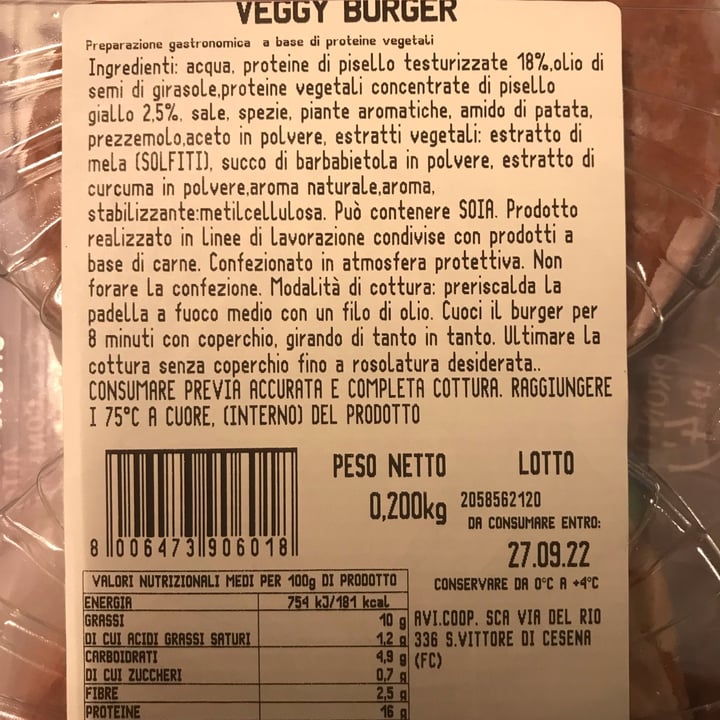 VEGGY BURGER
Preparazione gastronomica a base di proteine vegetali
Ingredienti: acqua, proteine di pisello testurizzate 18%,olio di
semi di girasole,proteine vegetali concentrate di pisello
giallo 2,5%, sale, spezie, piante aromatiche, amido di patata,
prezzemolo,aceto in polvere, estratti vegetali: estratto di
mela (SOLFITI), succo di barbabietola in polvere, estratto di
curcuma in polvere,aroma naturale,aroma,
stabilizzante:metilcellulosa. Può contenere SOIA. Prodotto
realizzato in linee di lavorazione condivise con prodotti a
base di carne. Confezionato in atmosfera protettiva. Non
forare la confezione. Modalità di cottura: preriscalda la
padella a fuoco medio con un filo di olio. Cuoci il burger per
8 minuti con coperchio, girando di tanto in tanto. Ultimare la
cottura senza coperchio fino a rosolatura desiderata..
CONSUMARE PREVIA ACCURATA E COMPLETA COTTURA. RAGGIUNGERE
I 75°C A CUORE, (INTERNO) DEL PRODOTTO
PESO NETTO
0,200kg
LOTTO
2058562120
DA CONSUMARE ENTRO:
27.09.22
CONSERVARE DA 0°C A +4°C
8 006473 906018
VALORI NUTRIZIONALI MEDI PER 100g DI PRODOTTO
ENERGIA 754 kJ/181 kcal
GRASSI 10 g
DI CUI ACIDI GRASSI SATURI 1,2 g
CARBOIDRATI 4,9 g
DI CUI ZUCCHERI 0,7 g
FIBRE 2,5 g
PROTEINE 16 g
AVI.COOP. SCA VIA DEL RIO
336 S.VITTORE DI CESENA
(FC)